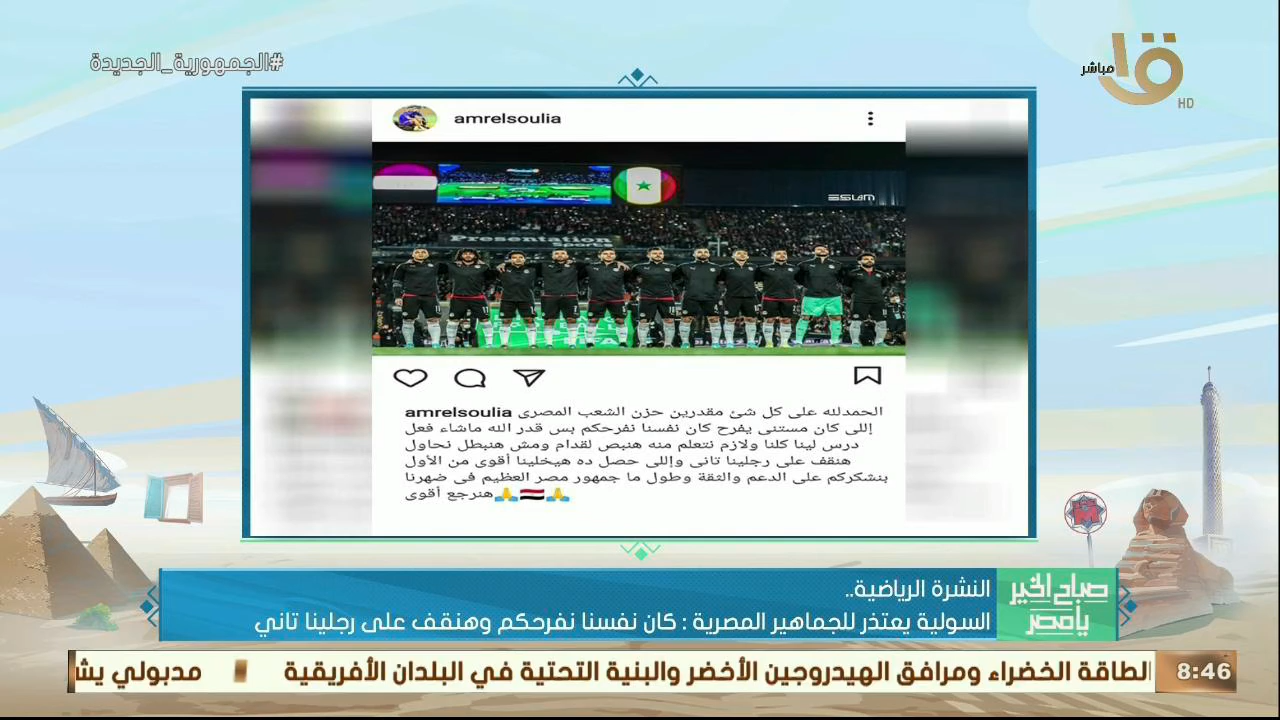 #الجمهورية_الجديدة
مباشر
HD
amrelsoulia
ESLAM
Presentation
amrelsoulia الحمدلله على كل شئ مقدرين حزن الشعب المصرى
إللى كان مستنى يفرح كان نفسنا نفرحكم بس قدر الله ماشاء فعل
درس لينا كلنا ولازم نتعلم منه هنبص لقدام ومش هنبطل نحاول
هنقف على رجلينا تانى وإللى حصل ده هيخلينا أقوى من الأول
بنشكركم على الدعم والثقة وطول ما جمهور مصر العظيم فى ضهرنا
هنرجع أقوى🙏🇪🇬🙏
صباح الخير
يا مصر
النشرة الرياضية..
السولية يعتذر للجماهير المصرية : كان نفسنا نفرحكم وهنقف على رجلينا تاني
الطاقة الخضراء ومرافق الهيدروجين الأخضر والبنية التحتية في البلدان الأفريقية مدبولي يش
8:46